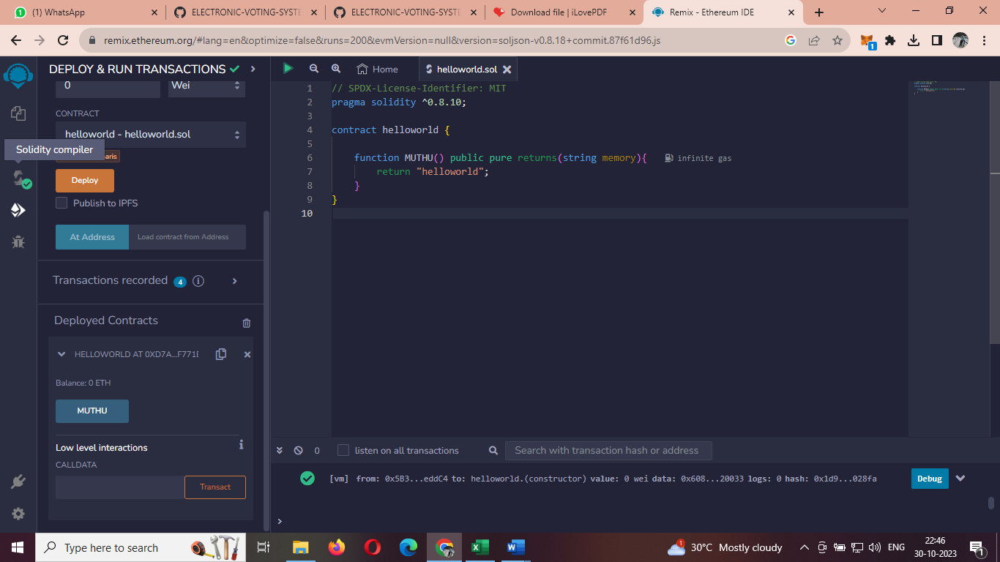 (1) WhatsApp
ELECTRONIC-VOTING-SYSTE
ELECTRONIC-VOTING-SYSTE
Download file | iLovePDF
Remix - Ethereum IDE
remix.ethereum.org/#lang=en&optimize=false&runs=200&evmVersion=null&version=soljson-v0.8.18+commit.87f61d96.js
1
DEPLOY & RUN TRANSACTIONS
0
Wei
CONTRACT
helloworld - helloworld.sol
Solidity compiler
Deploy
Publish to IPFS
At Address
Load contract from Address
Transactions recorded 4 i
Deployed Contracts
HELLOWORLD AT 0XD7A...F771E
Balance: 0 ETH
MUTHU
Low level interactions
i
CALLDATA
Transact
Home
helloworld.sol
1 // SPDX-License-Identifier: MIT
2 pragma solidity ^0.8.10;
3
4 contract helloworld {
5
6 function MUTHU() public pure returns(string memory){ infinite gas
7 return "helloworld";
8 }
9 }
10
0
listen on all transactions
Search with transaction hash or address
[vm] from: 0x5B3...eddC4 to: helloworld.(constructor) value: 0 wei data: 0x608...20033 logs: 0 hash: 0x1d9...028fa
Debug
>
Type here to search
1
30°C Mostly cloudy
ENG
22:46
30-10-2023
1